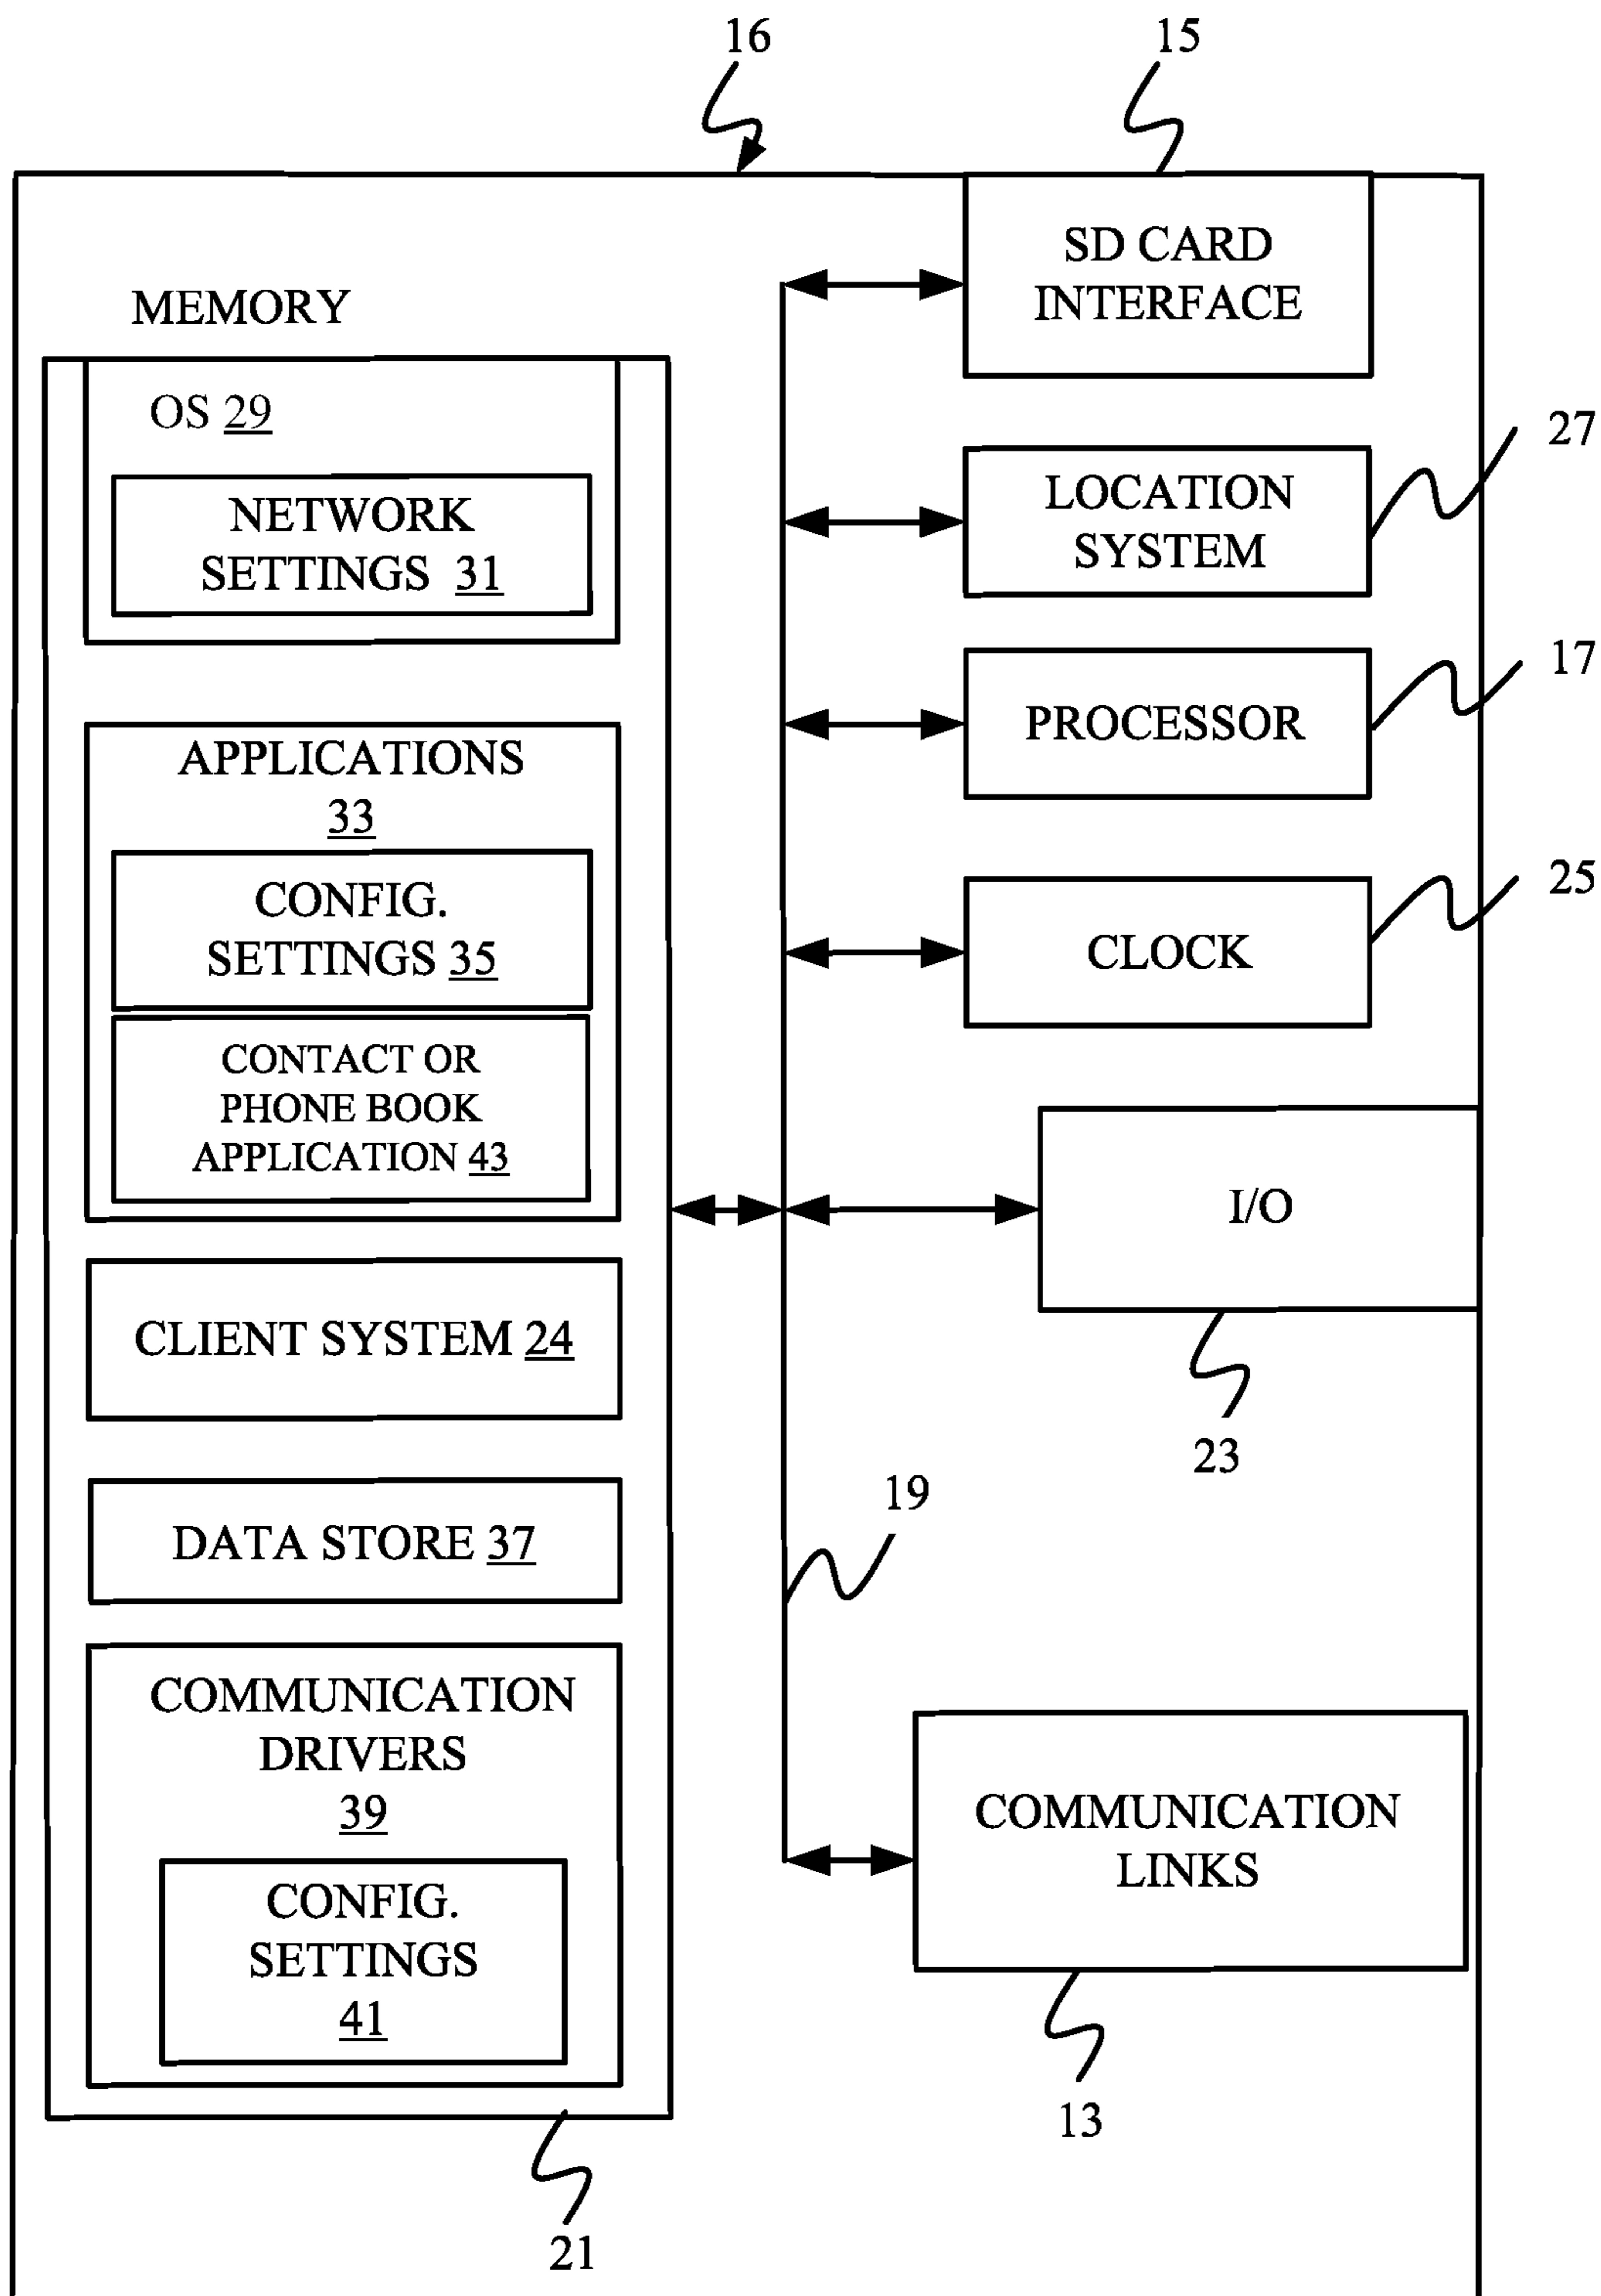 16
15
SD CARD
INTERFACE
MEMORY
OS 29
NETWORK
SETTINGS 31
27
LOCATION
SYSTEM
17
PROCESSOR
APPLICATIONS
33
CONFIG.
SETTINGS 35
25
CLOCK
CONTACT OR
PHONE BOOK
APPLICATION 43
I/O
CLIENT SYSTEM 24
23
19
DATA STORE 37
COMMUNICATION
DRIVERS
39
COMMUNICATION
LINKS
CONFIG.
SETTINGS
41
13
21